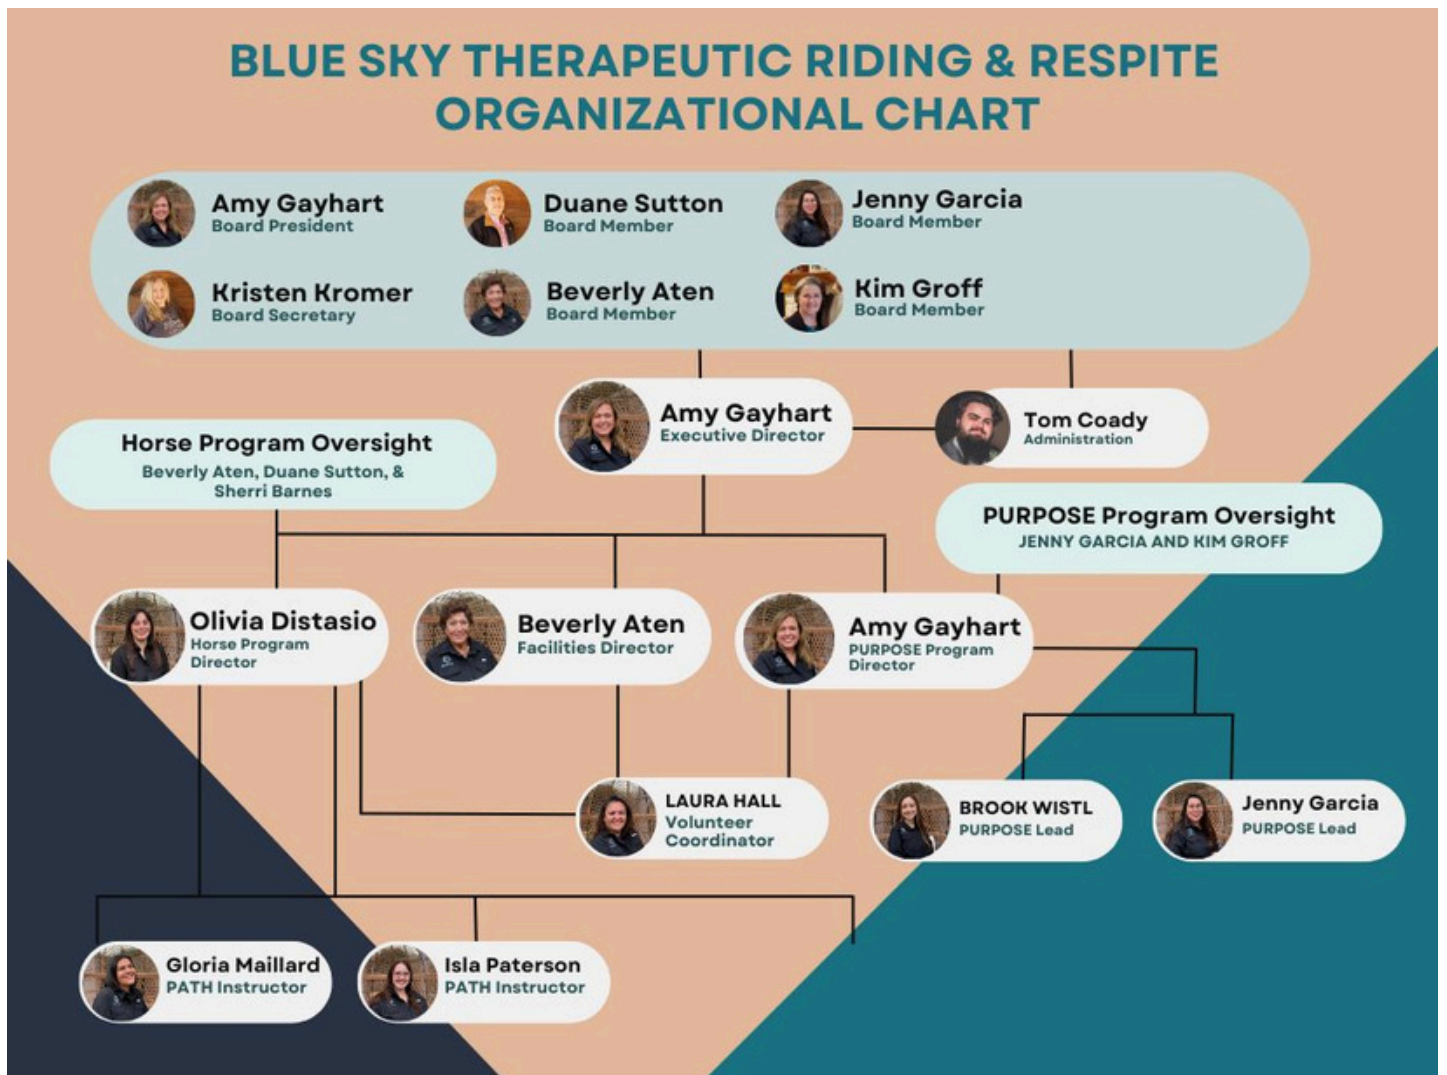 BLUE SKY THERAPEUTIC RIDING & RESPITE
ORGANIZATIONAL CHART
Amy Gayhart
Board President
Duane Sutton
Board Member
Jenny Garcia
Board Member
Kristen Kromer
Board Secretary
Beverly Aten
Board Member
Kim Groff
Board Member
Amy Gayhart
Executive Director
Tom Coady
Administration
Horse Program Oversight
Beverly Aten, Duane Sutton, &
Sherri Barnes
PURPOSE Program Oversight
JENNY GARCIA AND KIM GROFF
Olivia Distasio
Horse Program
Director
Beverly Aten
Facilities Director
Amy Gayhart
PURPOSE Program
Director
LAURA HALL
Volunteer
Coordinator
BROOK WISTL
PURPOSE Lead
Jenny Garcia
PURPOSE Lead
Gloria Maillard
PATH Instructor
Isla Paterson
PATH Instructor